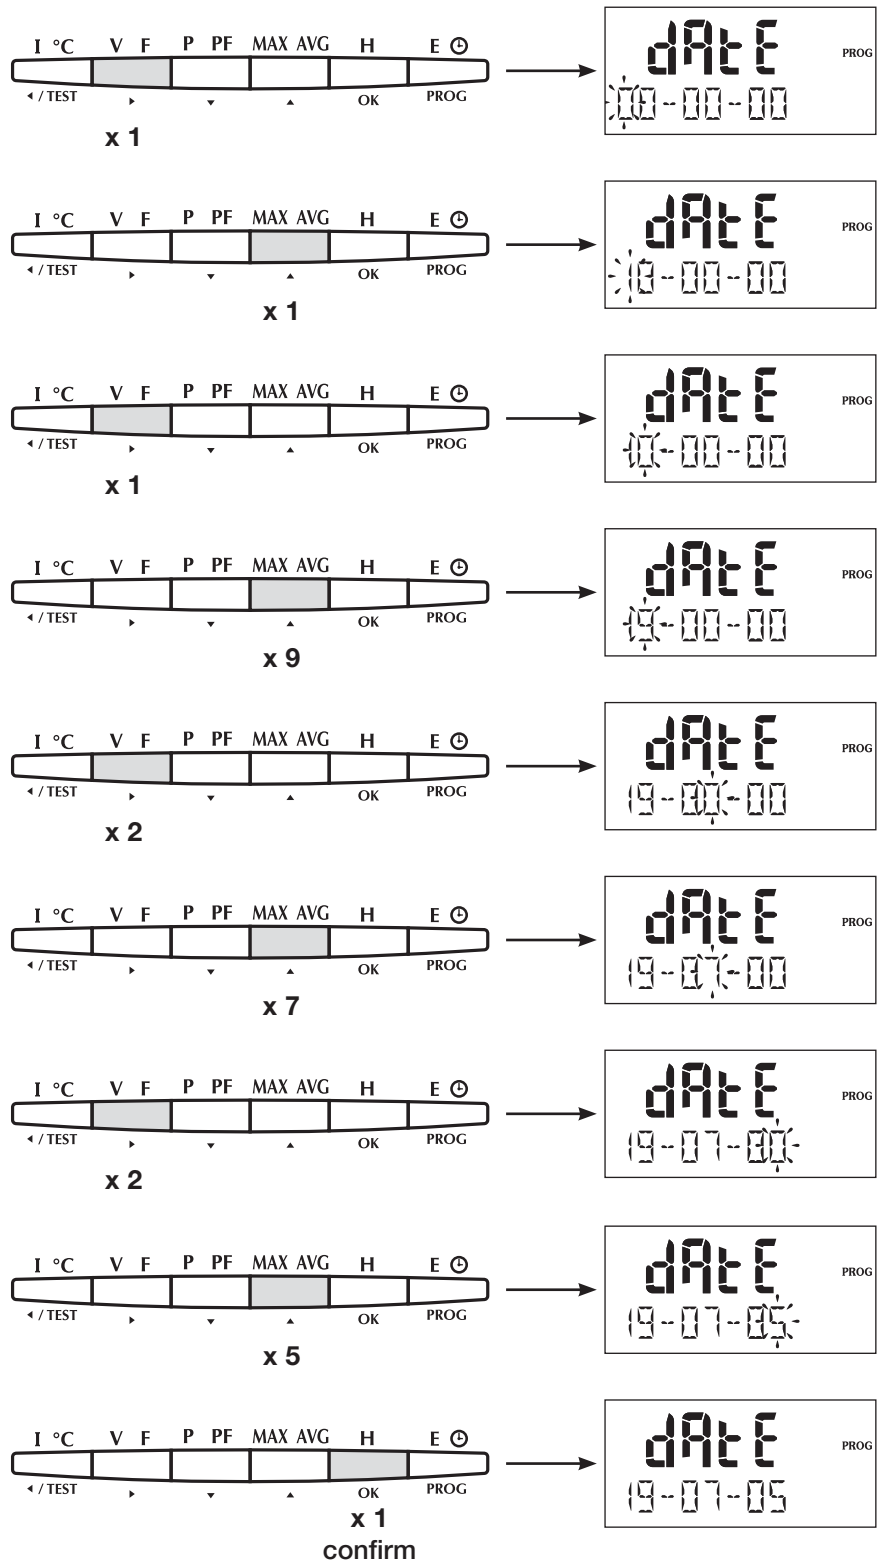 I °C V F P PF MAX AVG H E
dAtE PROG
/ TEST OK PROG
00-00-00
x 1
I °C V F P PF MAX AVG H E
dAtE PROG
/ TEST OK PROG
10-00-00
x 1
I °C V F P PF MAX AVG H E
dAtE PROG
/ TEST OK PROG
10-00-00
x 1
I °C V F P PF MAX AVG H E
dAtE PROG
/ TEST OK PROG
19-00-00
x 9
I °C V F P PF MAX AVG H E
dAtE PROG
/ TEST OK PROG
19-00-00
x 2
I °C V F P PF MAX AVG H E
dAtE PROG
/ TEST OK PROG
19-07-00
x 7
I °C V F P PF MAX AVG H E
dAtE PROG
/ TEST OK PROG
19-07-00
x 2
I °C V F P PF MAX AVG H E
dAtE PROG
/ TEST OK PROG
19-07-05
x 5
I °C V F P PF MAX AVG H E
dAtE PROG
/ TEST OK PROG
19-07-05
x 1
confirm